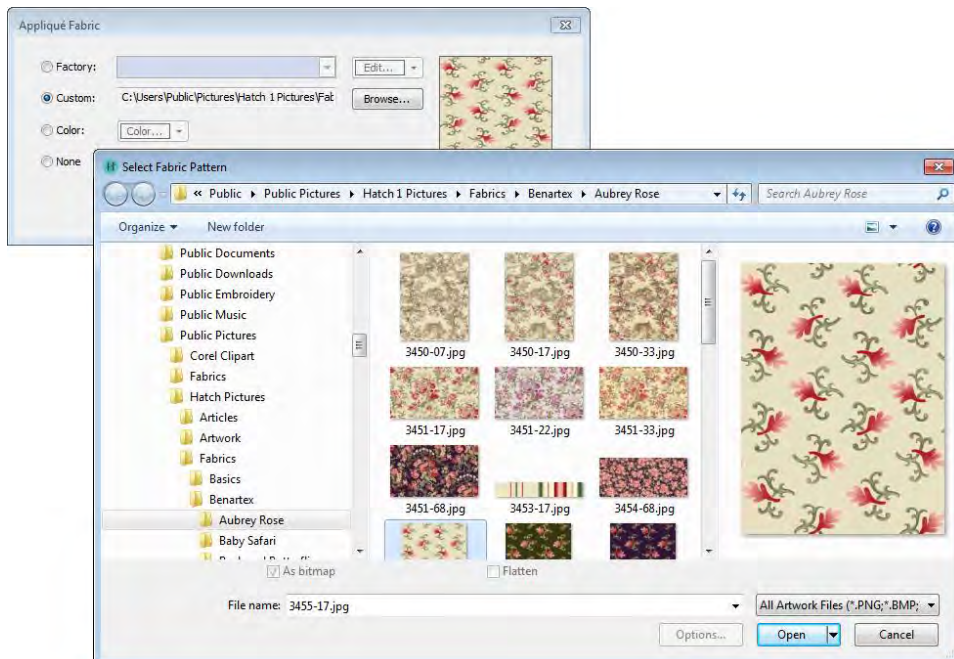 Appliqué Fabric
Factory:
Edit...
Custom:
C:\Users\Public\Pictures\Hatch 1 Pictures\Fab
Browse...
Color:
Color...
None
Select Fabric Pattern
« Public Public Pictures Hatch 1 Pictures Fabrics Benartex Aubrey Rose
Search Aubrey Rose
Organize
New folder
Public Documents
Public Downloads
Public Embroidery
Public Music
Public Pictures
Corel Clipart
Fabrics
Hatch Pictures
Articles
Artwork
Fabrics
Basics
Benartex
Aubrey Rose
Baby Safari
3450-07.jpg 3450-17.jpg 3450-33.jpg
3451-17.jpg 3451-22.jpg 3451-33.jpg
3451-68.jpg 3453-17.jpg 3454-68.jpg
As bitmap
Flatten
File name: 3455-17.jpg
All Artwork Files (*.PNG;*.BMP;
Options...
Open
Cancel